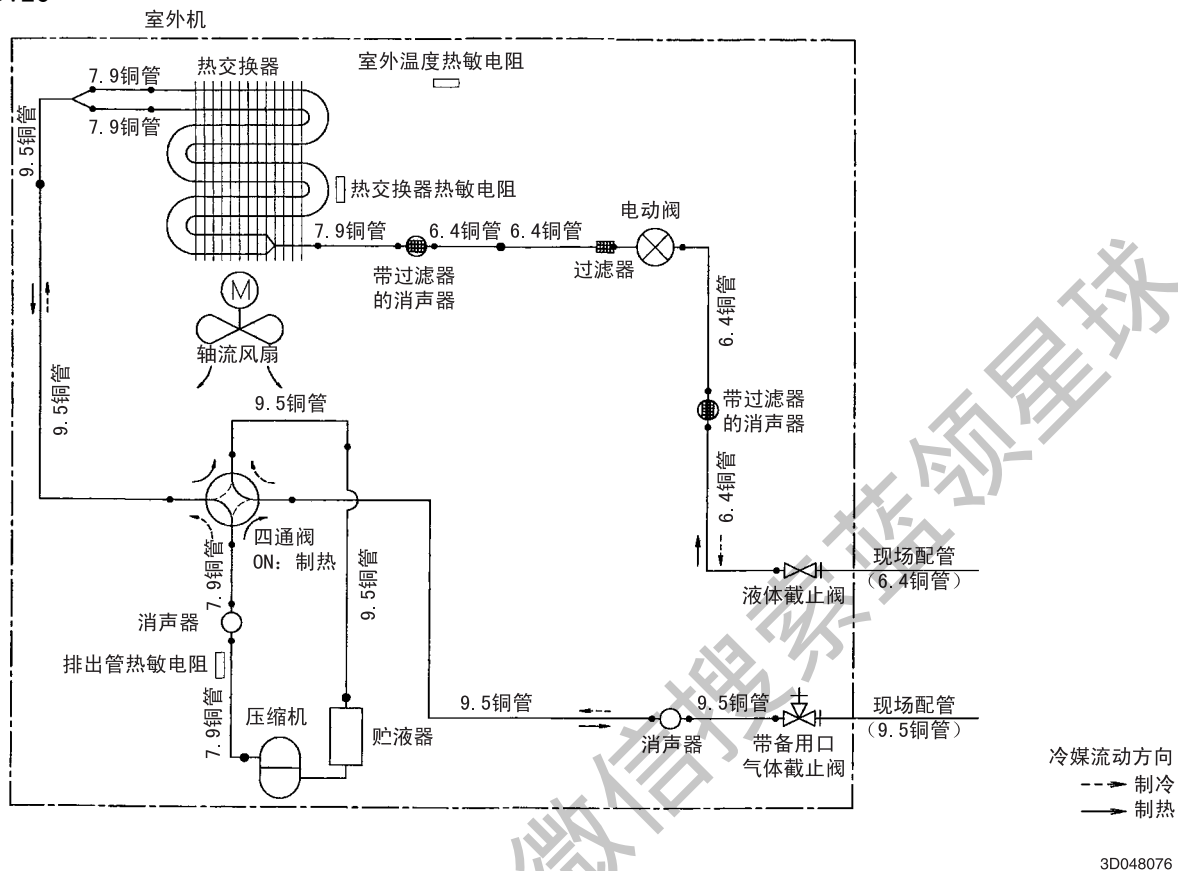 室外机
室外温度热敏电阻
热交换器
7.9铜管
7.9铜管
9.5铜管
热交换器热敏电阻
电动阀
7.9铜管
6.4铜管
6.4铜管
带过滤器
的消声器
过滤器
M
轴流风扇
6.4铜管
9.5铜管
9.5铜管
带过滤器
的消声器
6.4铜管
四通阀
ON：制热
7.9铜管
9.5铜管
现场配管
（6.4铜管）
液体截止阀
消声器
排出管热敏电阻
7.9铜管
压缩机
贮液器
9.5铜管
9.5铜管
现场配管
（9.5铜管）
消声器
带备用口
气体截止阀
冷媒流动方向
制冷
制热
3D048076
微信搜索蓝领星球